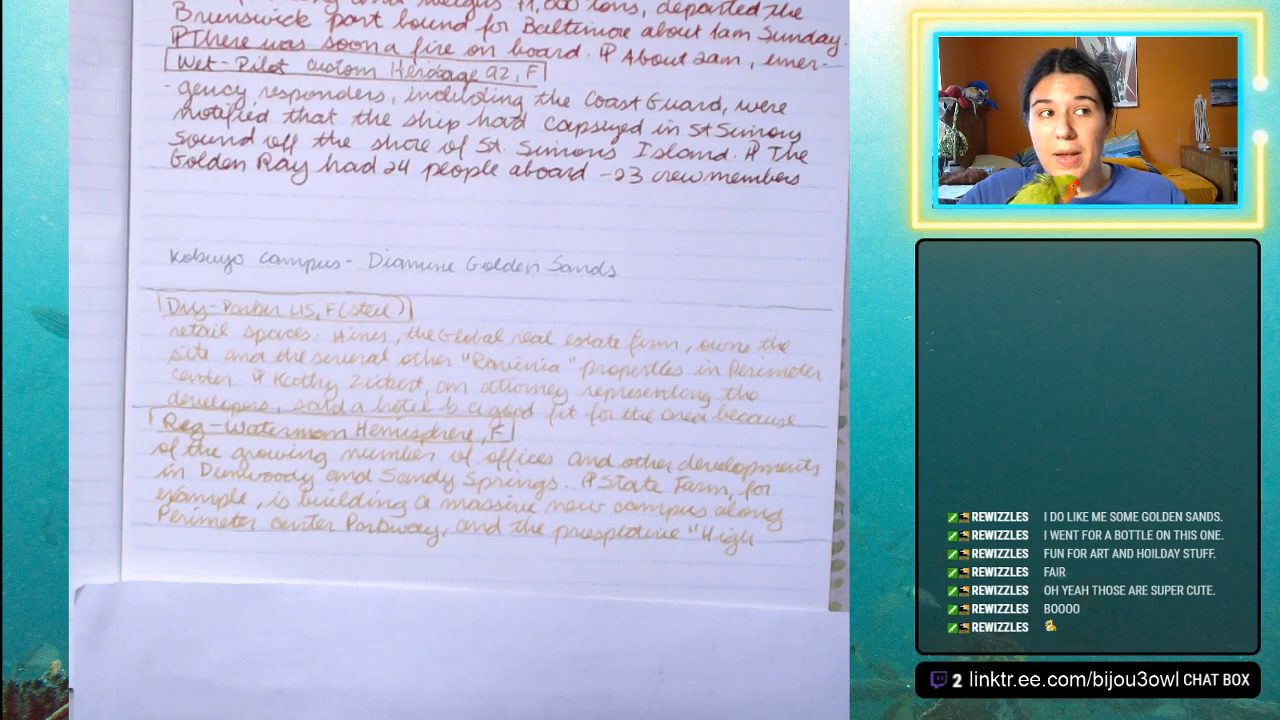 and weighs 71,000 tons, departed the
Brunswick port bound for Baltimore about 1am Sunday.
¶ There was soon a fire on board. ¶ About 2am, emer-
Wet-Pilot Custom Heritage 92, F
gency responders, including the Coast Guard, were
notified that the ship had capsized in St Simons
Sound off the shore of St. Simons Island. ¶ The
Golden Ray had 24 people aboard - 23 crew members
Kobuyo campus - Diamine Golden Sands
Dry-Parker US, F (steel)
retail spaces. Hines, the Global real estate firm, owns the
site and the several other "Ravinia" properties in Perimeter
Center. ¶ Kathy Zickert, an attorney representing the
developers, said a hotel is a good fit for the area because
Reg-Waterman Hemisphere, F
of the growing number of offices and other developments
in Dunwoody and Sandy Springs. ¶ State Farm, for
example, is building a massive new campus along
Perimeter Center Parkway, and the prospective "High
REWIZZLES I DO LIKE ME SOME GOLDEN SANDS.
REWIZZLES I WENT FOR A BOTTLE ON THIS ONE.
REWIZZLES FUN FOR ART AND HOILDAY STUFF.
REWIZZLES FAIR
REWIZZLES OH YEAH THOSE ARE SUPER CUTE.
REWIZZLES BOOOO
REWIZZLES
2 linktr.ee.com/bijou3owl CHAT BOX